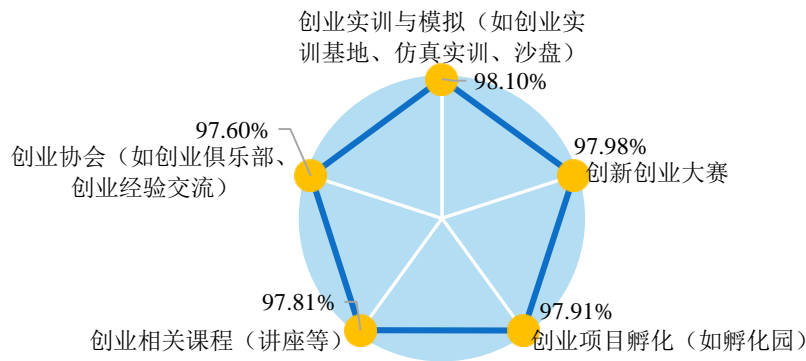 创业实训与模拟（如创业实
训基地、仿真实训、沙盘）
98.10%
97.60%
创业协会（如创业俱乐部、
创业经验交流）
97.98%
创新创业大赛
97.81%
创业相关课程（讲座等）
97.91%
创业项目孵化（如孵化园）